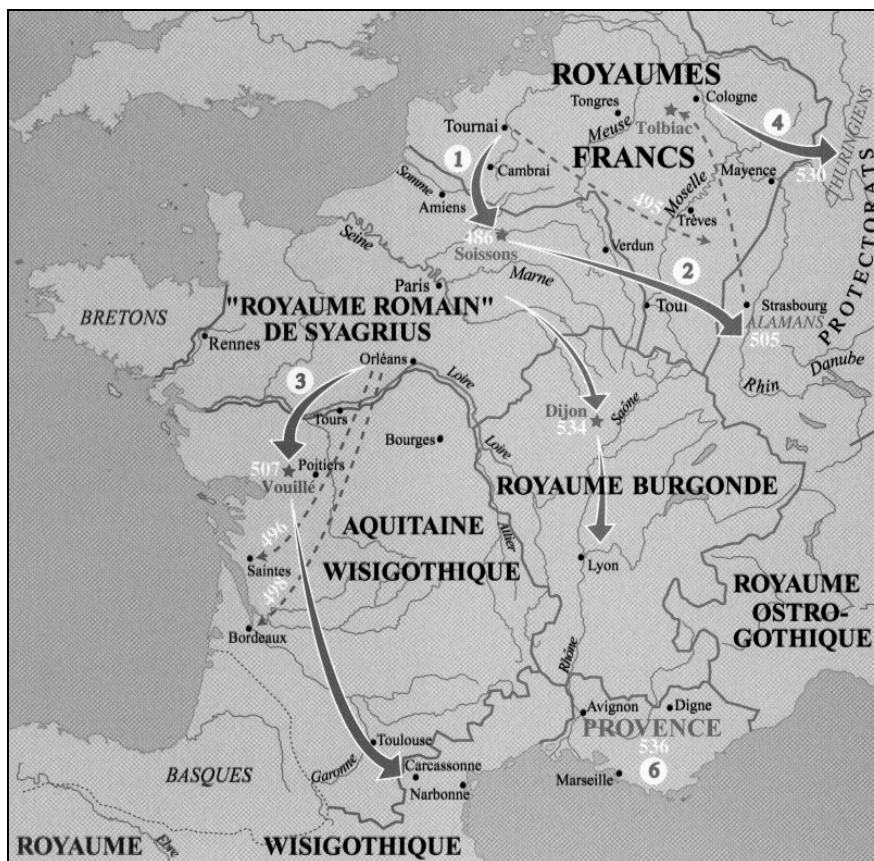 ROYAUMES
FRANCS
Cologne
Tongres
Meuse
Tolbiac
4
THURINGIENS
530
PROTECTORATS
Tournai
1
Cambrai
Somme
Amiens
Moselle
Mayence
495
Trèves
486
Soissons
Verdun
2
Seine
Marne
Paris
Toul
Strasbourg
ALAMANS
505
Danube
Rhin
BRETONS
"ROYAUME ROMAIN"
DE SYAGRIUS
Rennes
Orléans
3
Loire
Tours
Dijon
534
Saône
Bourges
Loire
507
Poitiers
Vouillé
ROYAUME BURGONDE
AQUITAINE
WISIGOTHIQUE
Allier
496
Saintes
Lyon
498
Bordeaux
ROYAUME
OSTRO-
GOTHIQUE
Rhône
Avignon
Digne
PROVENCE
536
6
Marseille
Toulouse
Garonne
Carcassonne
Narbonne
BASQUES
ROYAUME
Ebre
WISIGOTHIQUE